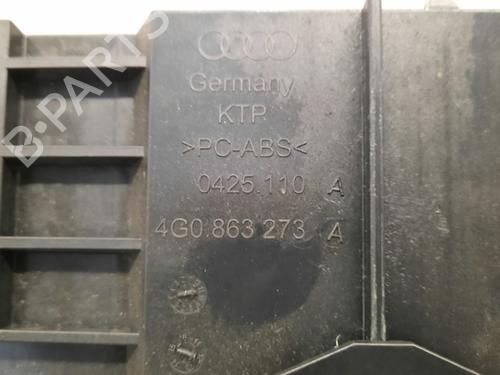 B-PARTS
Germany
KTP
>PC-ABS<
0425.110 A
4G0.863 273 A